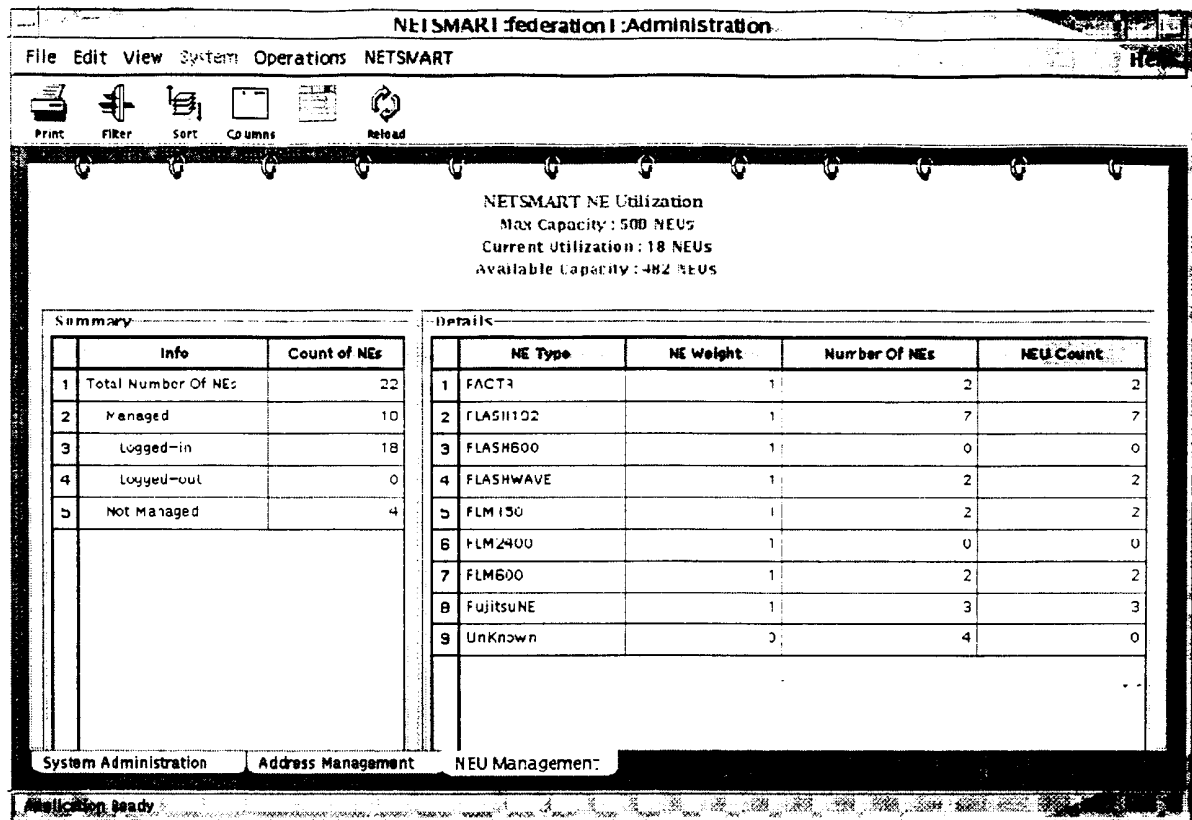 NETSMART :federation1 :Administration
File Edit View System Operations NETSMART
Print Filter Sort Columns Reload
NETSMART NE Utilization
Max Capacity : 500 NEUs
Current Utilization : 18 NEUs
Available Capacity : 482 NEUs
Summary
Info Count of NEs
1 Total Number Of NEs 22
2 Managed 18
3 Logged-in 18
4 Logged-out 0
5 Not Managed 4
Details
NE Type NE Weight Number Of NEs NEU Count
1 FACTR 1 2 2
2 FLASH192 1 7 7
3 FLASH600 1 0 0
4 FLASHWAVE 1 2 2
5 FLM150 1 2 2
6 FLM2400 1 0 0
7 FLM600 1 2 2
8 FujitsuNE 1 3 3
9 UnKnown 0 4 0
System Administration Address Management NEU Management
Application Ready